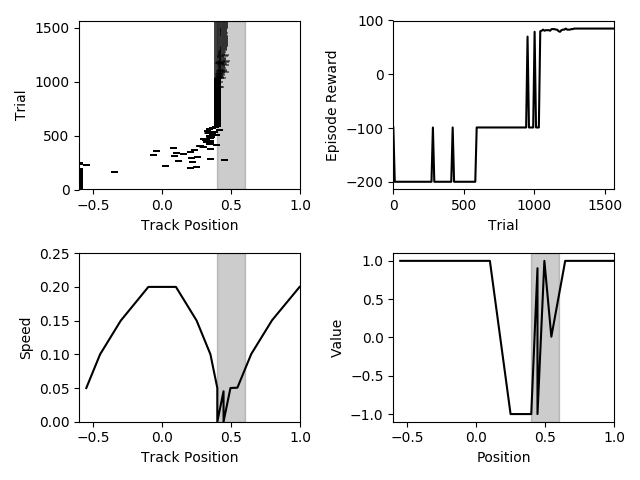 1500
1000
500
0
Trial
−0.5 0.0 0.5 1.0
Track Position
100
0
−100
−200
Episode Reward
0 500 1000 1500
Trial
0.25
0.20
0.15
0.10
0.05
0.00
Speed
−0.5 0.0 0.5 1.0
Track Position
1.0
0.5
0.0
−0.5
−1.0
Value
−0.5 0.0 0.5 1.0
Position